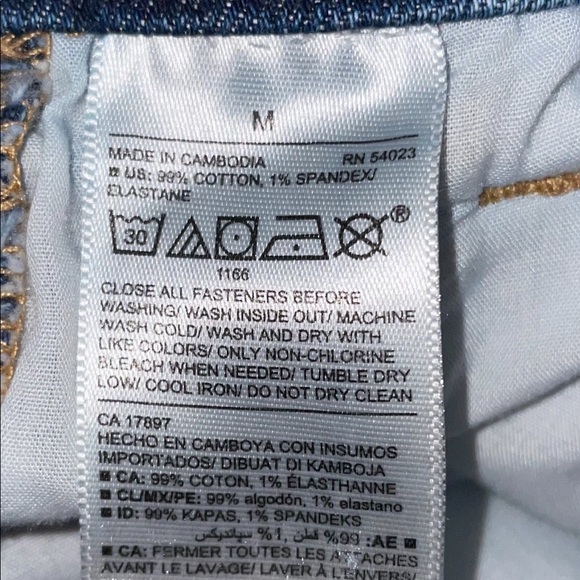 M
MADE IN CAMBODIA RN 54023
US: 99% COTTON, 1% SPANDEX/
ELASTANE
30 ®
1166
CLOSE ALL FASTENERS BEFORE
WASHING/ WASH INSIDE OUT/ MACHINE
WASH COLD/ WASH AND DRY WITH
LIKE COLORS/ ONLY NON-CHLORINE
BLEACH WHEN NEEDED/ TUMBLE DRY
LOW/ COOL IRON/ DO NOT DRY CLEAN
CA 17897
HECHO EN CAMBOYA CON INSUMOS
IMPORTADOS/ DIBUAT DI KAMBOJA
CA: 99% COTON, 1% ÉLASTHANNE
CL/MX/PE: 99% algodón, 1% elastano
ID: 99% KAPAS, 1% SPANDEKS
AE: 99% قطن, 1% سباندیکس
CA: FERMER TOUTES LES ATTACHES
AVANT LE LAVAGE/ LAVER À L'ENVERS